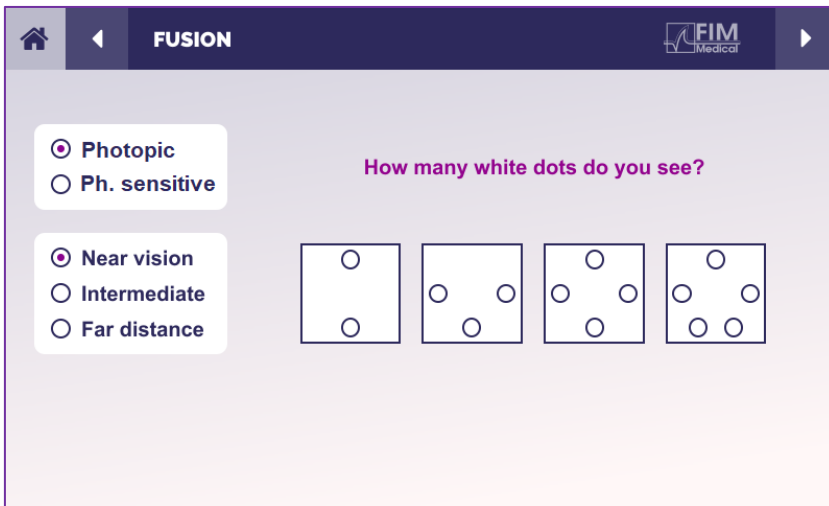 FUSION
FIM
Medical
Photopic
Ph. sensitive
How many white dots do you see?
Near vision
Intermediate
Far distance